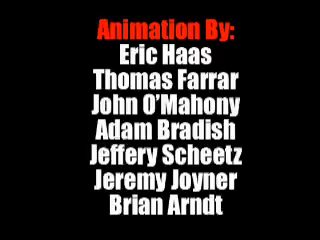 Animation By:
Eric Haas
Thomas Farrar
John O'Mahony
Adam Bradish
Jeffery Scheetz
Jeremy Joyner
Brian Arndt